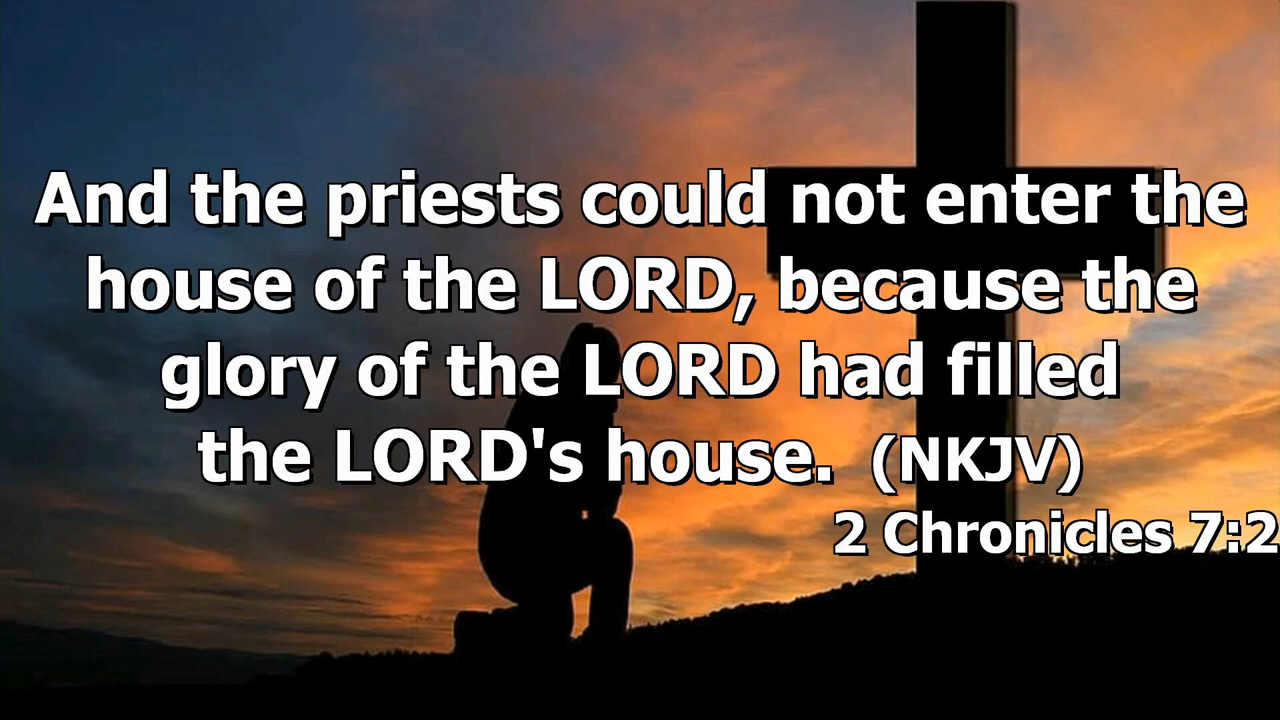 And the priests could not enter the
house of the LORD, because the
glory of the LORD had filled
the LORD's house. (NKJV)
2 Chronicles 7:2